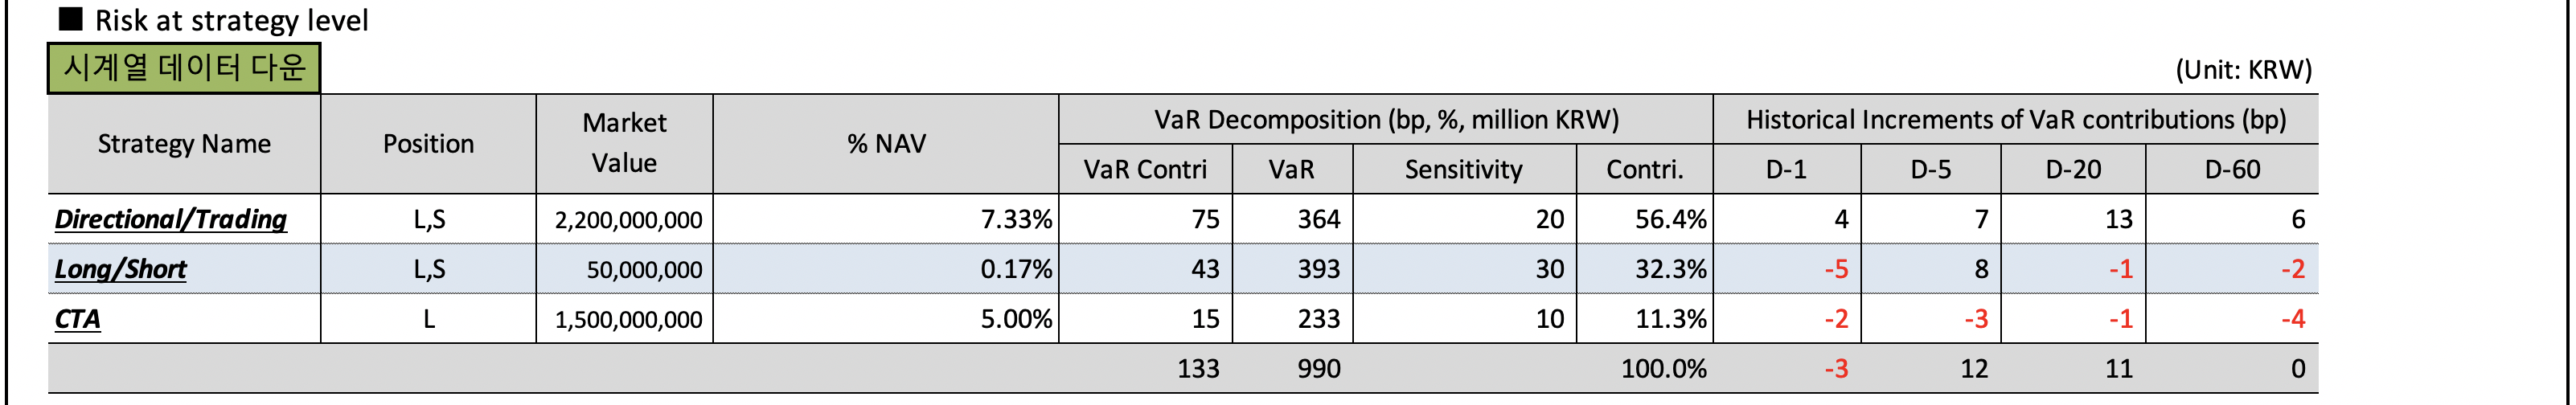 ■ Risk at strategy level
시계열 데이터 다운
(Unit: KRW)
Strategy Name Position Market Value % NAV VaR Decomposition (bp, %, million KRW) Historical Increments of VaR contributions (bp)
VaR Contri VaR Sensitivity Contri. D-1 D-5 D-20 D-60
Directional/Trading L,S 2,200,000,000 7.33% 75 364 20 56.4% 4 7 13 6
Long/Short L,S 50,000,000 0.17% 43 393 30 32.3% -5 8 -1 -2
CTA L 1,500,000,000 5.00% 15 233 10 11.3% -2 -3 -1 -4
133 990 100.0% -3 12 11 0